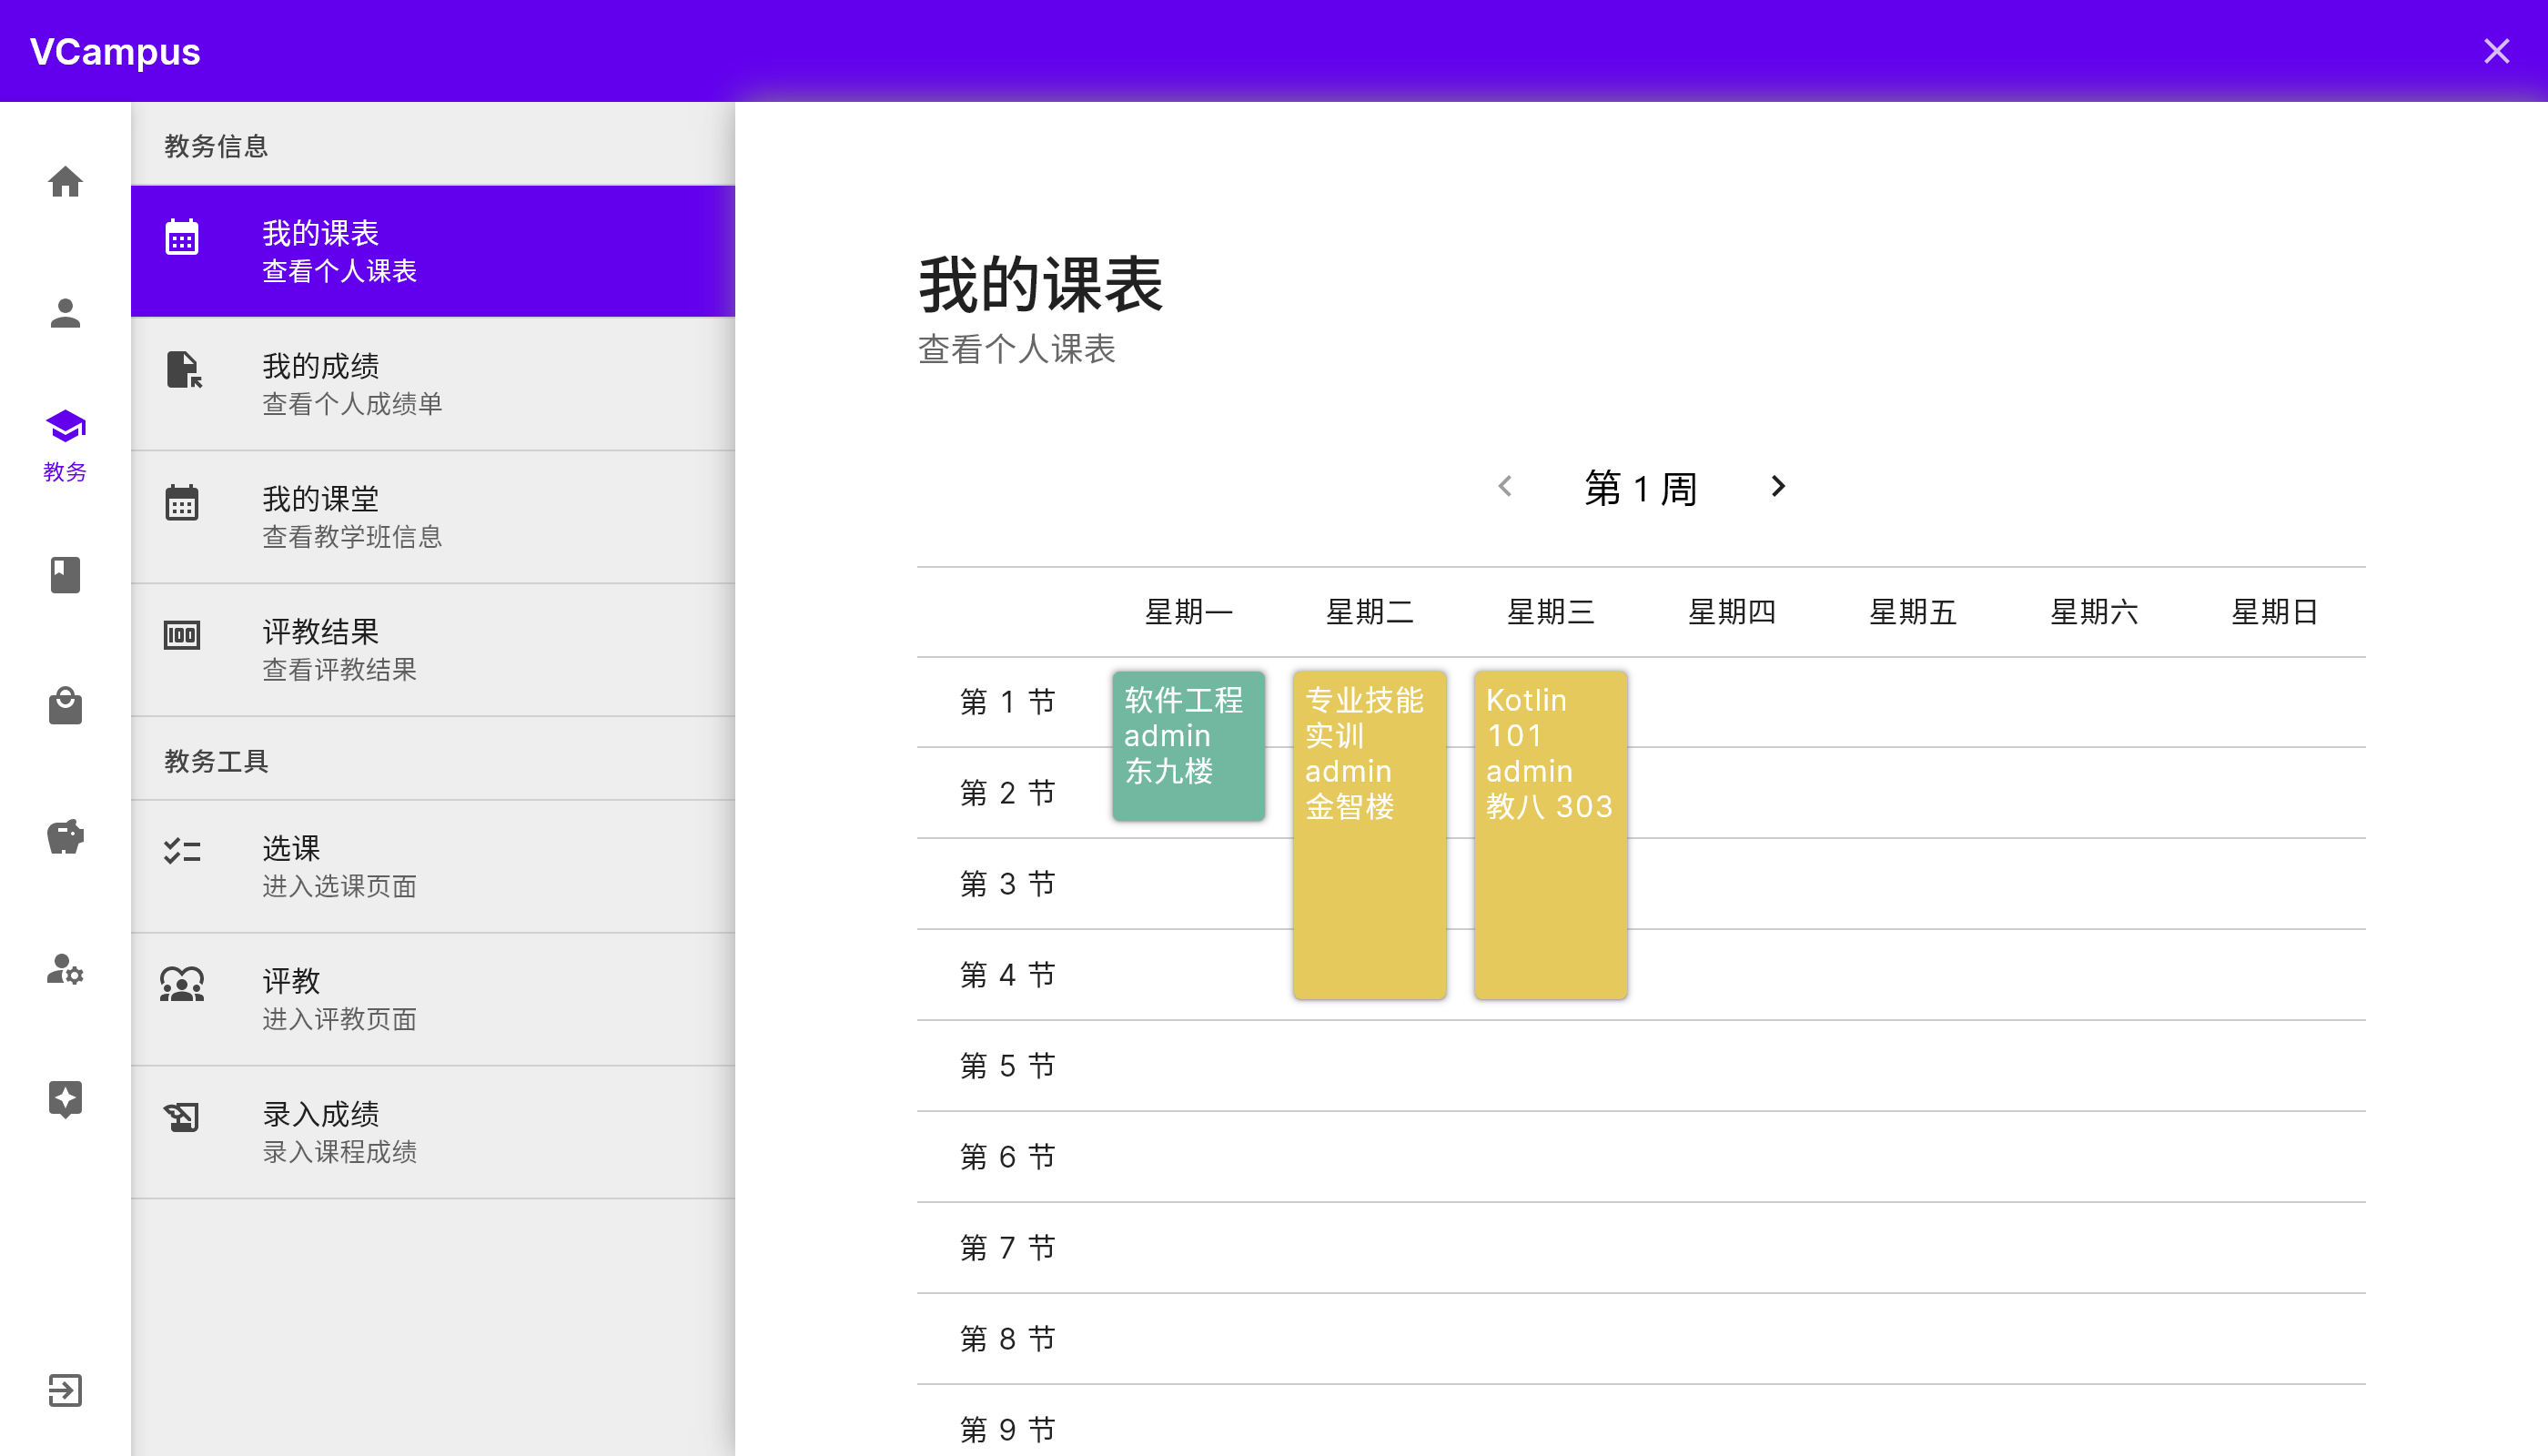 VCampus
教务
教务信息
我的课表
查看个人课表
我的成绩
查看个人成绩单
我的课堂
查看教学班信息
评教结果
查看评教结果
教务工具
选课
进入选课页面
评教
进入评教页面
录入成绩
录入课程成绩
我的课表
查看个人课表
第 1 周
星期一 星期二 星期三 星期四 星期五 星期六 星期日
第 1 节
第 2 节
第 3 节
第 4 节
第 5 节
第 6 节
第 7 节
第 8 节
第 9 节
软件工程
admin
东九楼
专业技能
实训
admin
金智楼
Kotlin
101
admin
教八 303